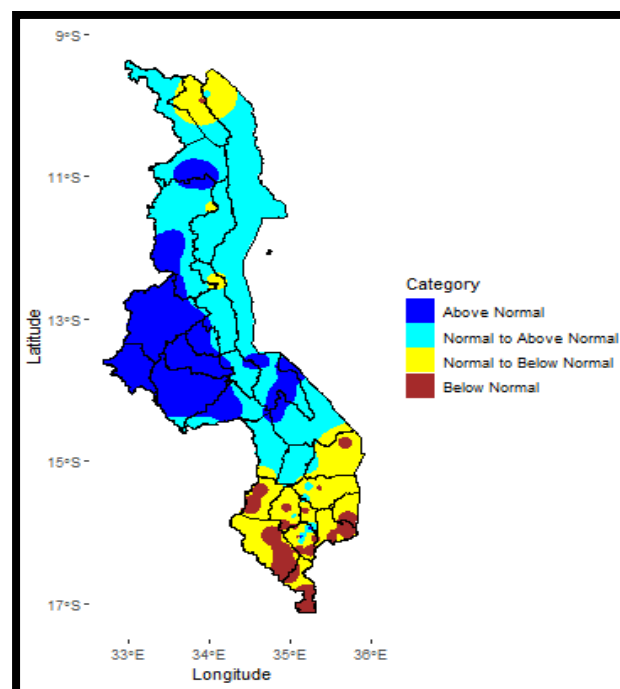 9°S
11°S
13°S
15°S
17°S
Latitude
33°E
34°E
35°E
36°E
Longitude
Category
Above Normal
Normal to Above Normal
Normal to Below Normal
Below Normal